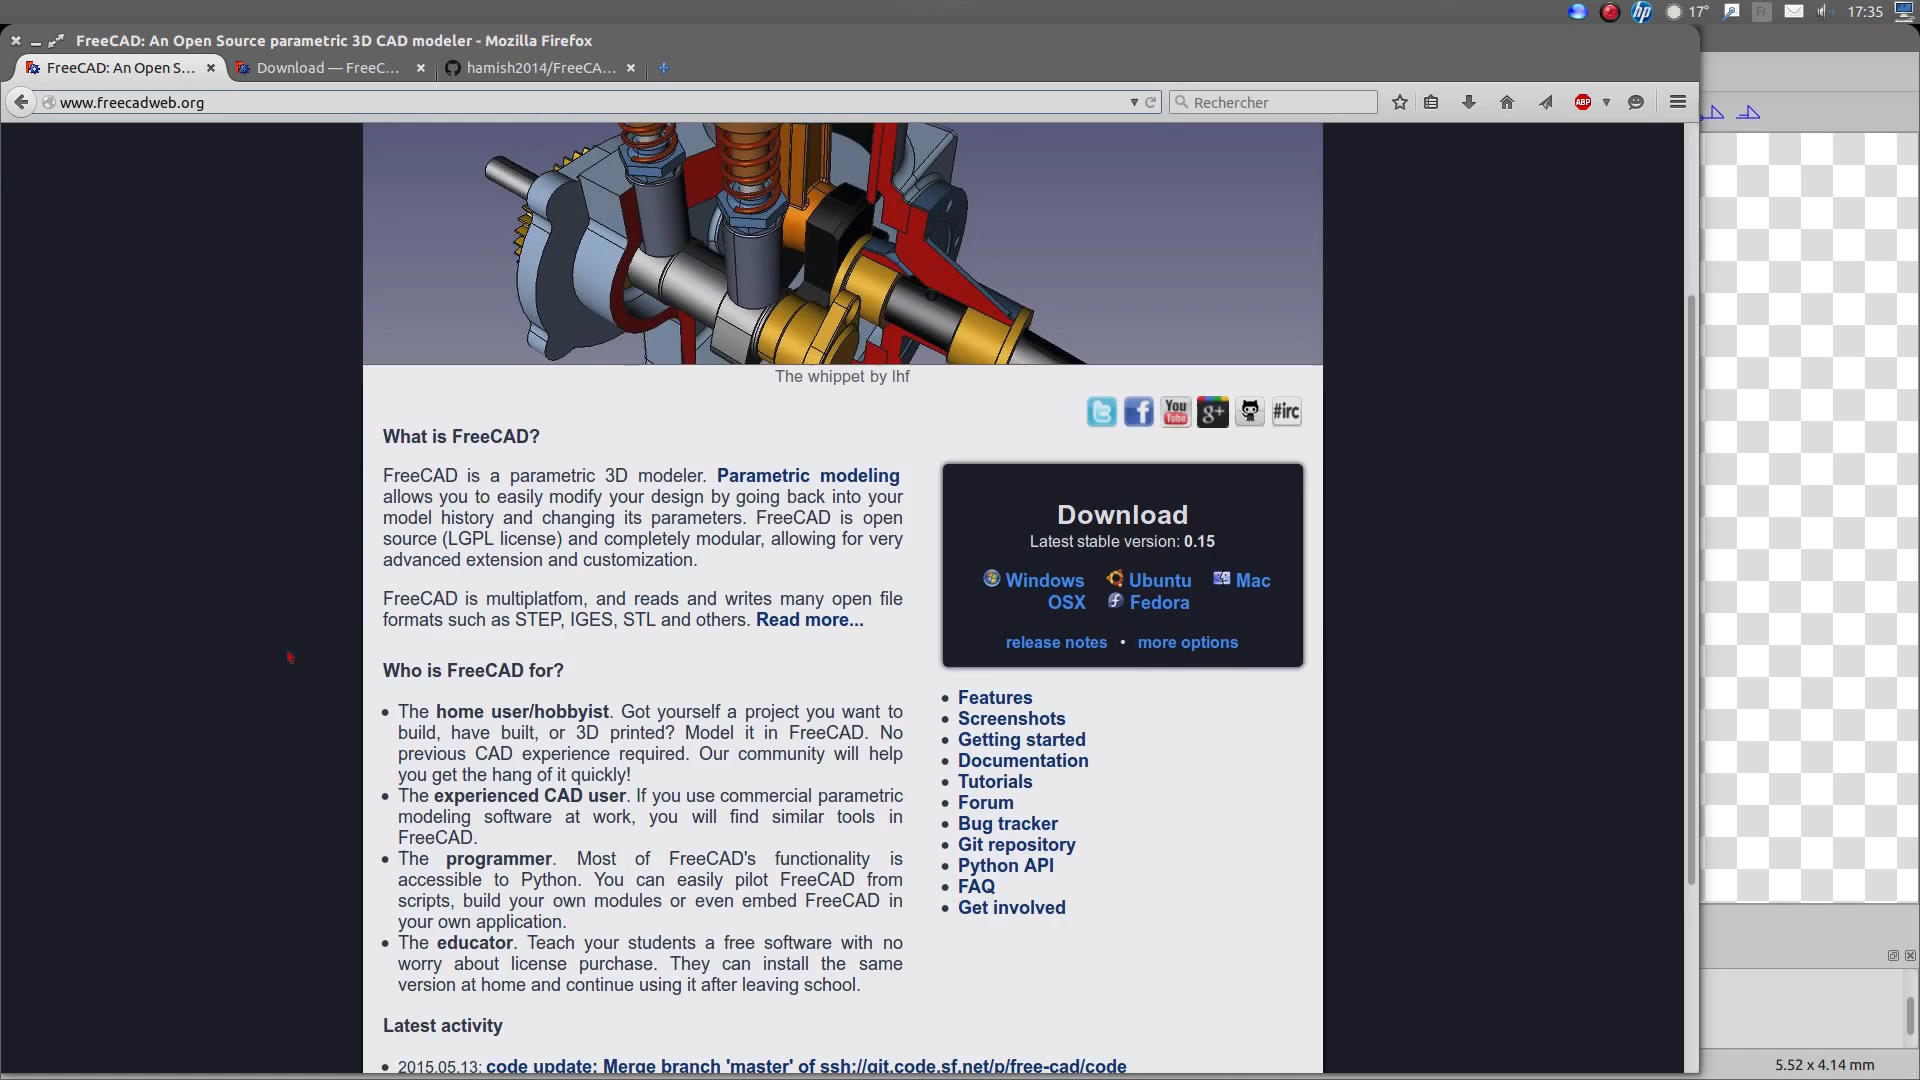 17° Fr 17:35
FreeCAD: An Open Source parametric 3D CAD modeler - Mozilla Firefox
FreeCAD: An Open S... Download — FreeC... hamish2014/FreeCA...
www.freecadweb.org Rechercher ABP
The whippet by lhf
You Tube g+ #irc
What is FreeCAD?
FreeCAD is a parametric 3D modeler. Parametric modeling
allows you to easily modify your design by going back into your
model history and changing its parameters. FreeCAD is open
source (LGPL license) and completely modular, allowing for very
advanced extension and customization.
FreeCAD is multiplatfom, and reads and writes many open file
formats such as STEP, IGES, STL and others. Read more...
Who is FreeCAD for?
• The home user/hobbyist. Got yourself a project you want to
build, have built, or 3D printed? Model it in FreeCAD. No
previous CAD experience required. Our community will help
you get the hang of it quickly!
• The experienced CAD user. If you use commercial parametric
modeling software at work, you will find similar tools in
FreeCAD.
• The programmer. Most of FreeCAD's functionality is
accessible to Python. You can easily pilot FreeCAD from
scripts, build your own modules or even embed FreeCAD in
your own application.
• The educator. Teach your students a free software with no
worry about license purchase. They can install the same
version at home and continue using it after leaving school.
Latest activity
• 2015.05.13: code update: Merge branch 'master' of ssh://git.code.sf.net/p/free-cad/code
Download
Latest stable version: 0.15
Windows Ubuntu Mac
OSX Fedora
release notes • more options
• Features
• Screenshots
• Getting started
• Documentation
• Tutorials
• Forum
• Bug tracker
• Git repository
• Python API
• FAQ
• Get involved
5.52 x 4.14 mm